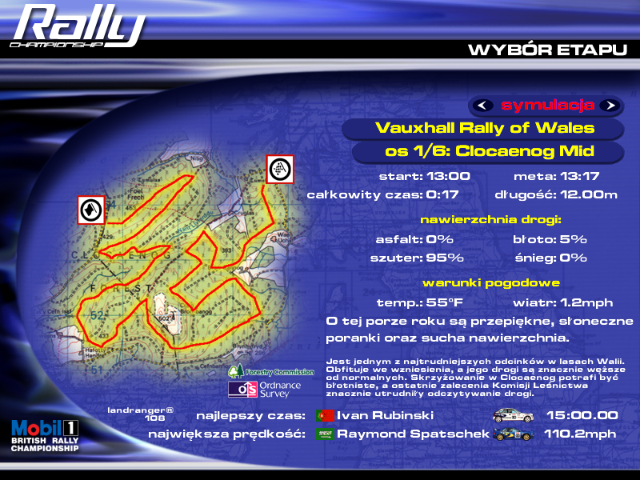 Rally
CHAMPIONSHIP
WYBÓR ETAPU
symulacja
Vauxhall Rally of Wales
os 1/6: Clocaenog Mid
start: 13:00 meta: 13:17
całkowity czas: 0:17 długość: 12.00m
nawierzchnia drogi:
asfalt: 0% błoto: 5%
szuter: 95% śnieg: 0%
warunki pogodowe
temp.: 55°F wiatr: 1.2mph
O tej porze roku są przepiękne, słoneczne
poranki oraz sucha nawierzchnia.
Jest jednym z najtrudniejszych odcinków w lasach Walii.
Obfituje we wzniesienia, a jego drogi są znacznie węższe
od normalnych. Skrzyżowanie w Clocaenog potrafi być
błotniste, a ostatnie zalecenia Komisji Leśnictwa
znacznie utrudniły odczytywanie drogi.
CLOCAENOG
FOREST
Forestry Commission
OS Ordnance
Survey
landranger®
108
najlepszy czas: Ivan Rubinski 15:00.00
największa prędkość: Raymond Spatschek 110.2mph
Mobil 1
BRITISH RALLY
CHAMPIONSHIP